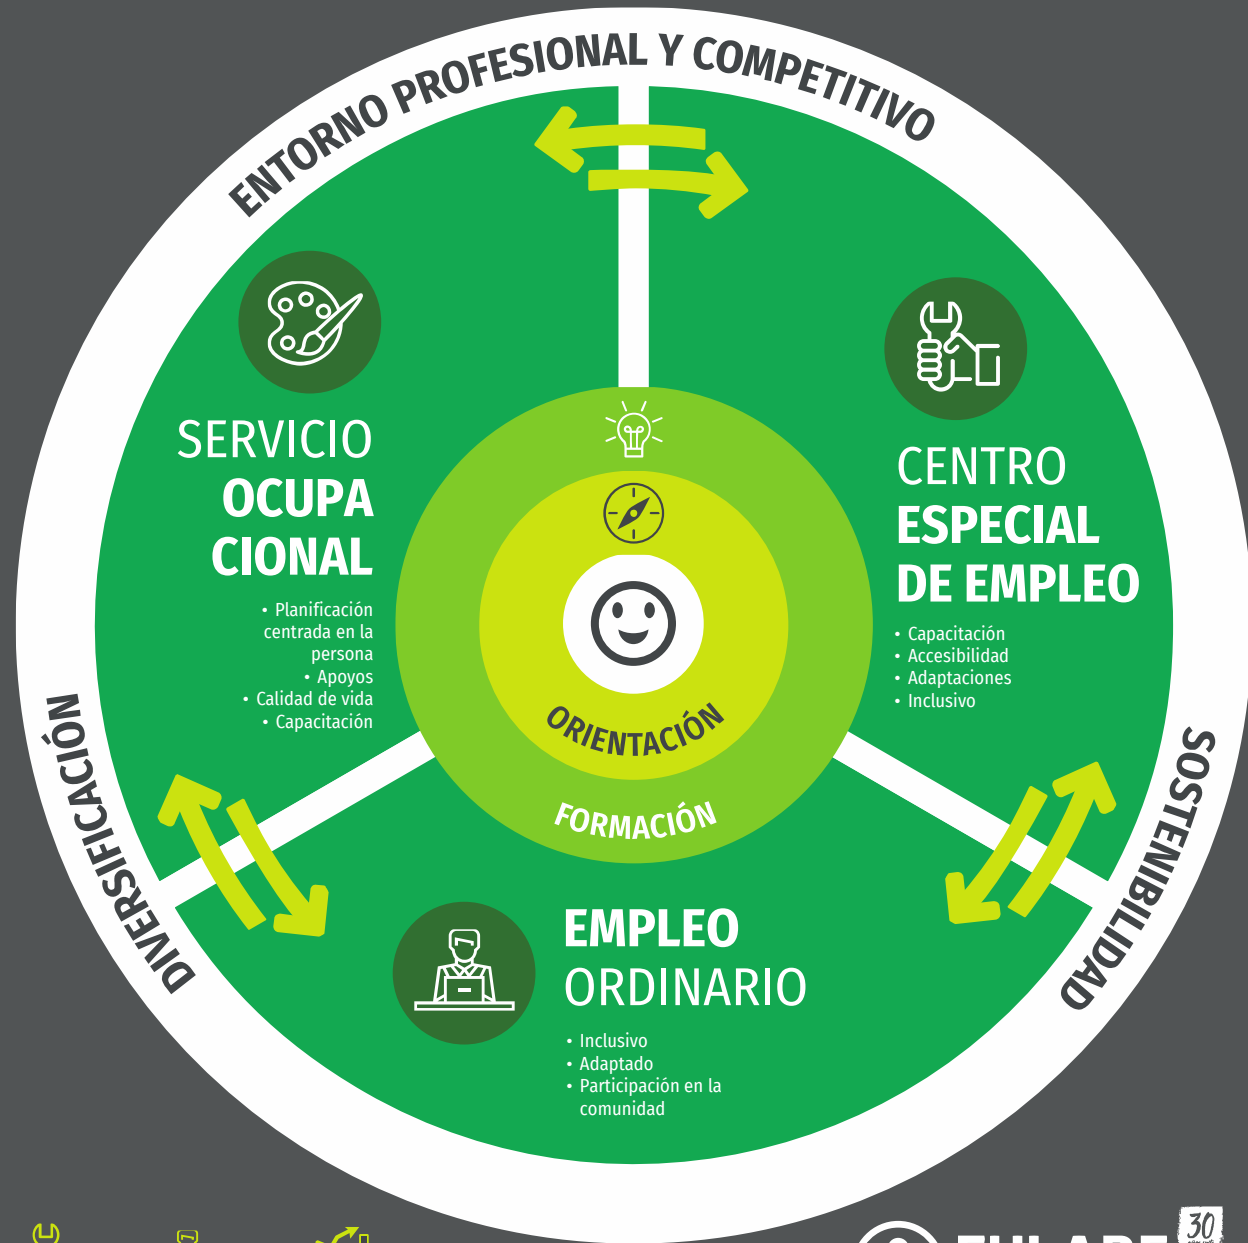 ENTORNO PROFESIONAL Y COMPETITIVO
SERVICIO
OCUPA
CIONAL
• Planificación
centrada en la
persona
• Apoyos
• Calidad de vida
• Capacitación
CENTRO
ESPECIAL
DE EMPLEO
• Capacitación
• Accesibilidad
• Adaptaciones
• Inclusivo
ORIENTACIÓN
FORMACIÓN
DIVERSIFICACIÓN
SOSTENIBILIDAD
EMPLEO
ORDINARIO
• Inclusivo
• Adaptado
• Participación en la
comunidad
30